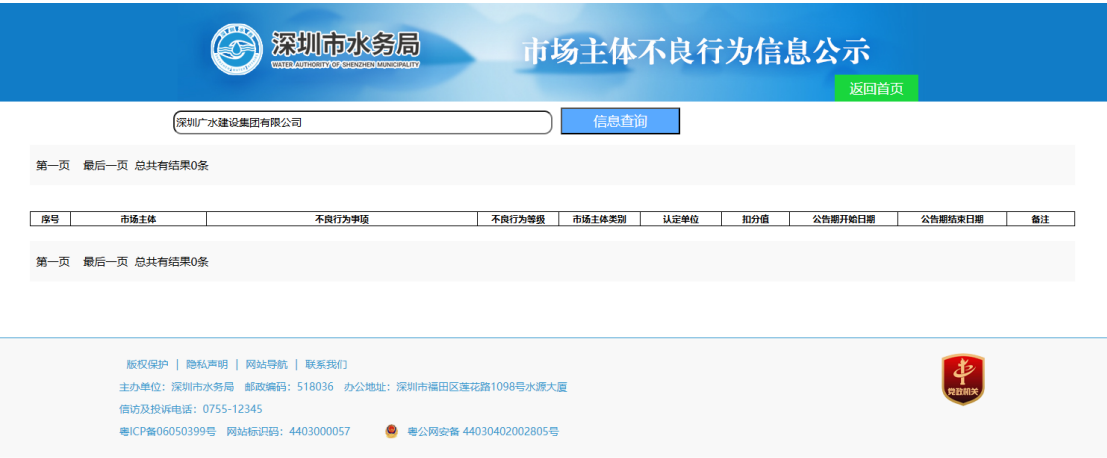 深圳市水务局
WATER AUTHORITY OF SHENZHEN MUNICIPALITY
市场主体不良行为信息公示
返回首页
深圳广水建设集团有限公司 信息查询
第一页 最后一页 总共有结果0条
序号 市场主体 不良行为事项 不良行为等级 市场主体类别 认定单位 扣分值 公告期开始日期 公告期结束日期 备注
第一页 最后一页 总共有结果0条
版权保护 | 隐私声明 | 网站导航 | 联系我们
主办单位：深圳市水务局 邮政编码：518036 办公地址：深圳市福田区莲花路1098号水源大厦
信访及投诉电话：0755-12345
粤ICP备06050399号 网站标识码：4403000057 粤公网安备 44030402002805号
党政机关